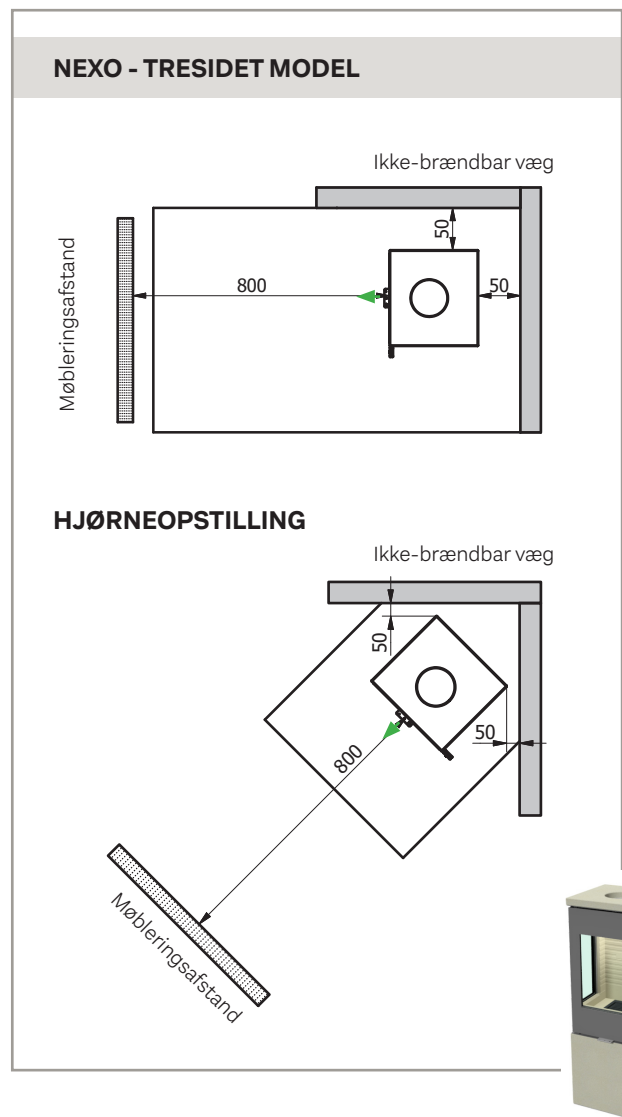 NEXO - TRESIDET MODEL
Ikke-brændbar væg
50
50
800
Møbleringsafstand
HJØRNEOPSTILLING
Ikke-brændbar væg
50
50
800
Møbleringsafstand